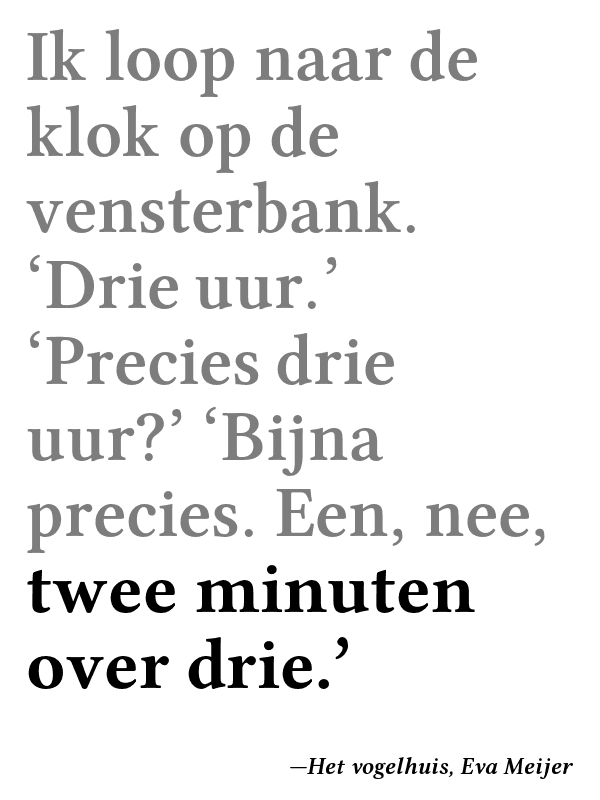 Ik loop naar de
klok op de
vensterbank.
‘Drie uur.’
‘Precies drie
uur?’ ‘Bijna
precies. Een, nee,
twee minuten
over drie.’
—Het vogelhuis, Eva Meijer